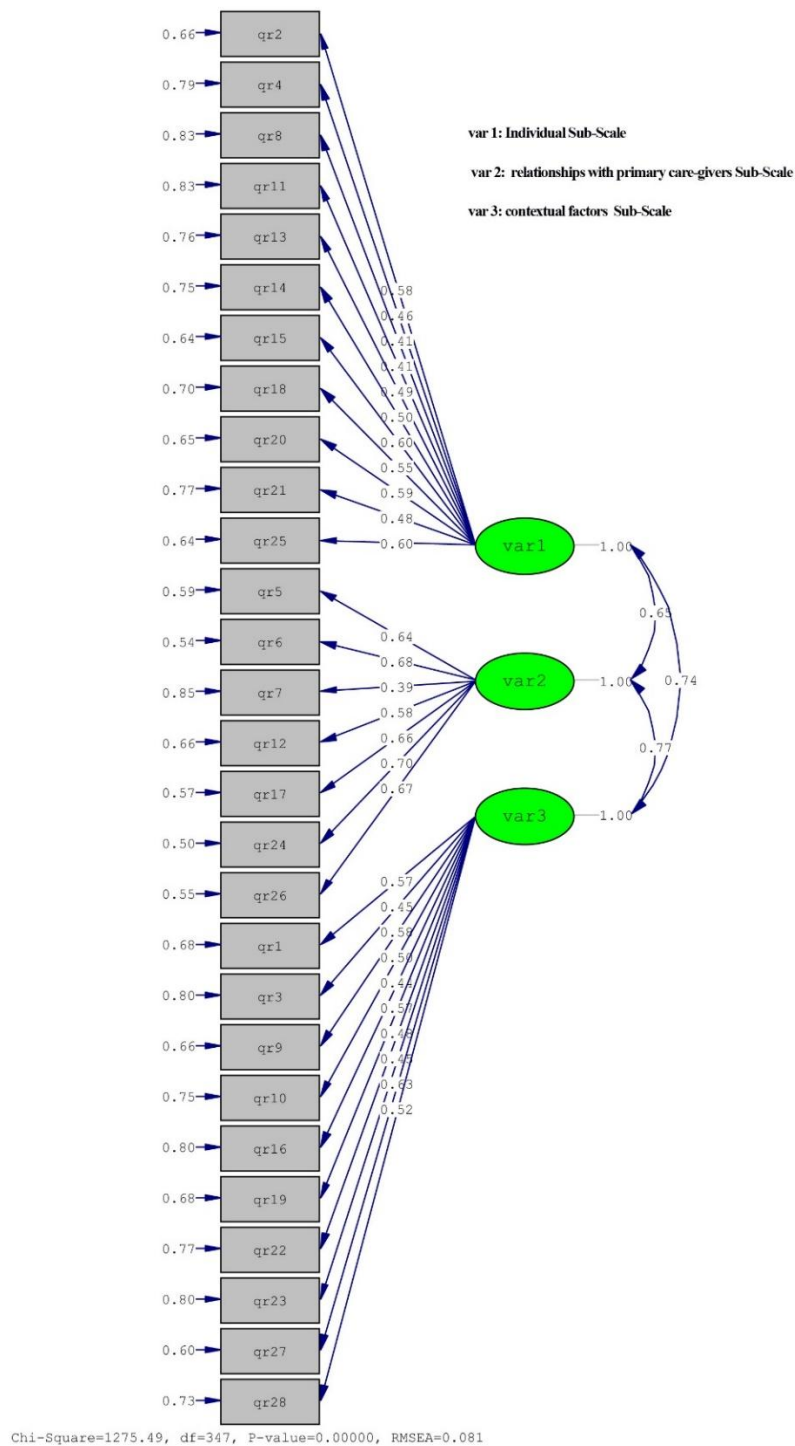 0.66 qr2
0.79 qr4
0.83 qr8
var 1: Individual Sub-Scale
0.83 qr11
var 2: relationships with primary care-givers Sub-Scale
var 3: contextual factors Sub-Scale
0.76 qr13
0.75 qr14
0.58
0.46
0.64 qr15
0.41
0.41
0.70 qr18
0.49
0.50
0.65 qr20
0.60
0.55
0.77 qr21
0.59
0.48
0.64 qr25
0.60
var1
1.00
0.59 qr5
0.65
0.64
0.54 qr6
0.68
var2
1.00
0.74
0.85 qr7
0.39
0.58
0.66 qr12
0.66
0.77
0.70
0.57 qr17
0.67
var3
1.00
0.50 qr24
0.57
0.55 qr26
0.45
0.58
0.68 qr1
0.50
0.44
0.80 qr3
0.57
0.48
0.66 qr9
0.45
0.63
0.75 qr10
0.52
0.80 qr16
0.68 qr19
0.77 qr22
0.80 qr23
0.60 qr27
0.73 qr28
Chi-Square=1275.49, df=347, P-value=0.00000, RMSEA=0.081